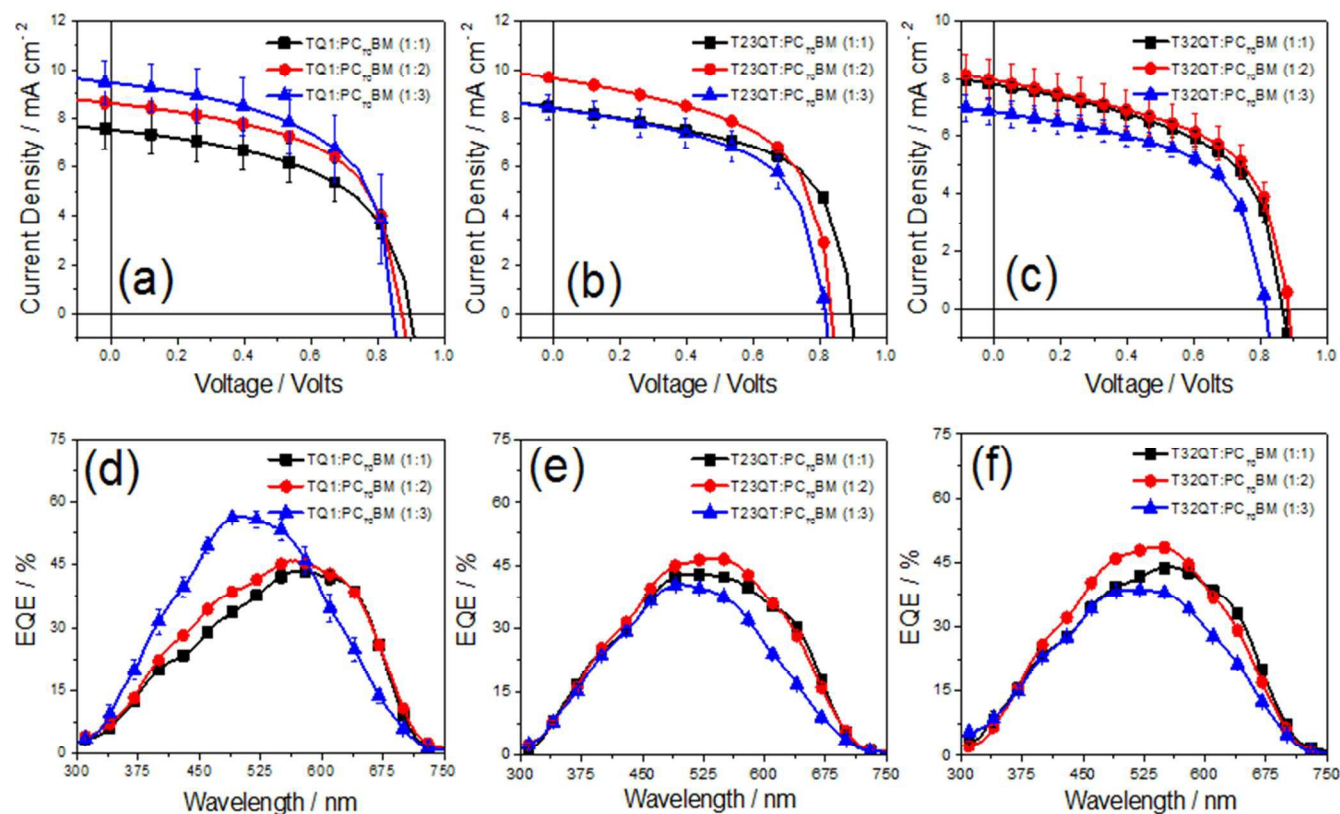 12
10
8
6
4
2
0
Current Density / mA cm⁻²
TQ1:PC₇₀BM (1:1)
TQ1:PC₇₀BM (1:2)
TQ1:PC₇₀BM (1:3)
(a)
0.0 0.2 0.4 0.6 0.8 1.0
Voltage / Volts
12
10
8
6
4
2
0
Current Density / mA cm⁻²
T23QT:PC₇₀BM (1:1)
T23QT:PC₇₀BM (1:2)
T23QT:PC₇₀BM (1:3)
(b)
0.0 0.2 0.4 0.6 0.8 1.0
Voltage / Volts
10
8
6
4
2
0
Current Density / mA cm⁻²
T32QT:PC₇₀BM (1:1)
T32QT:PC₇₀BM (1:2)
T32QT:PC₇₀BM (1:3)
(c)
0.0 0.2 0.4 0.6 0.8 1.0
Voltage / Volts
75
60
45
30
15
0
EQE / %
(d)
TQ1:PC₇₀BM (1:1)
TQ1:PC₇₀BM (1:2)
TQ1:PC₇₀BM (1:3)
300 375 450 525 600 675 750
Wavelength / nm
75
60
45
30
15
0
EQE / %
(e)
T23QT:PC₇₀BM (1:1)
T23QT:PC₇₀BM (1:2)
T23QT:PC₇₀BM (1:3)
300 375 450 525 600 675 750
Wavelength / nm
75
60
45
30
15
0
EQE / %
(f)
T32QT:PC₇₀BM (1:1)
T32QT:PC₇₀BM (1:2)
T32QT:PC₇₀BM (1:3)
300 375 450 525 600 675 750
Wavelength / nm